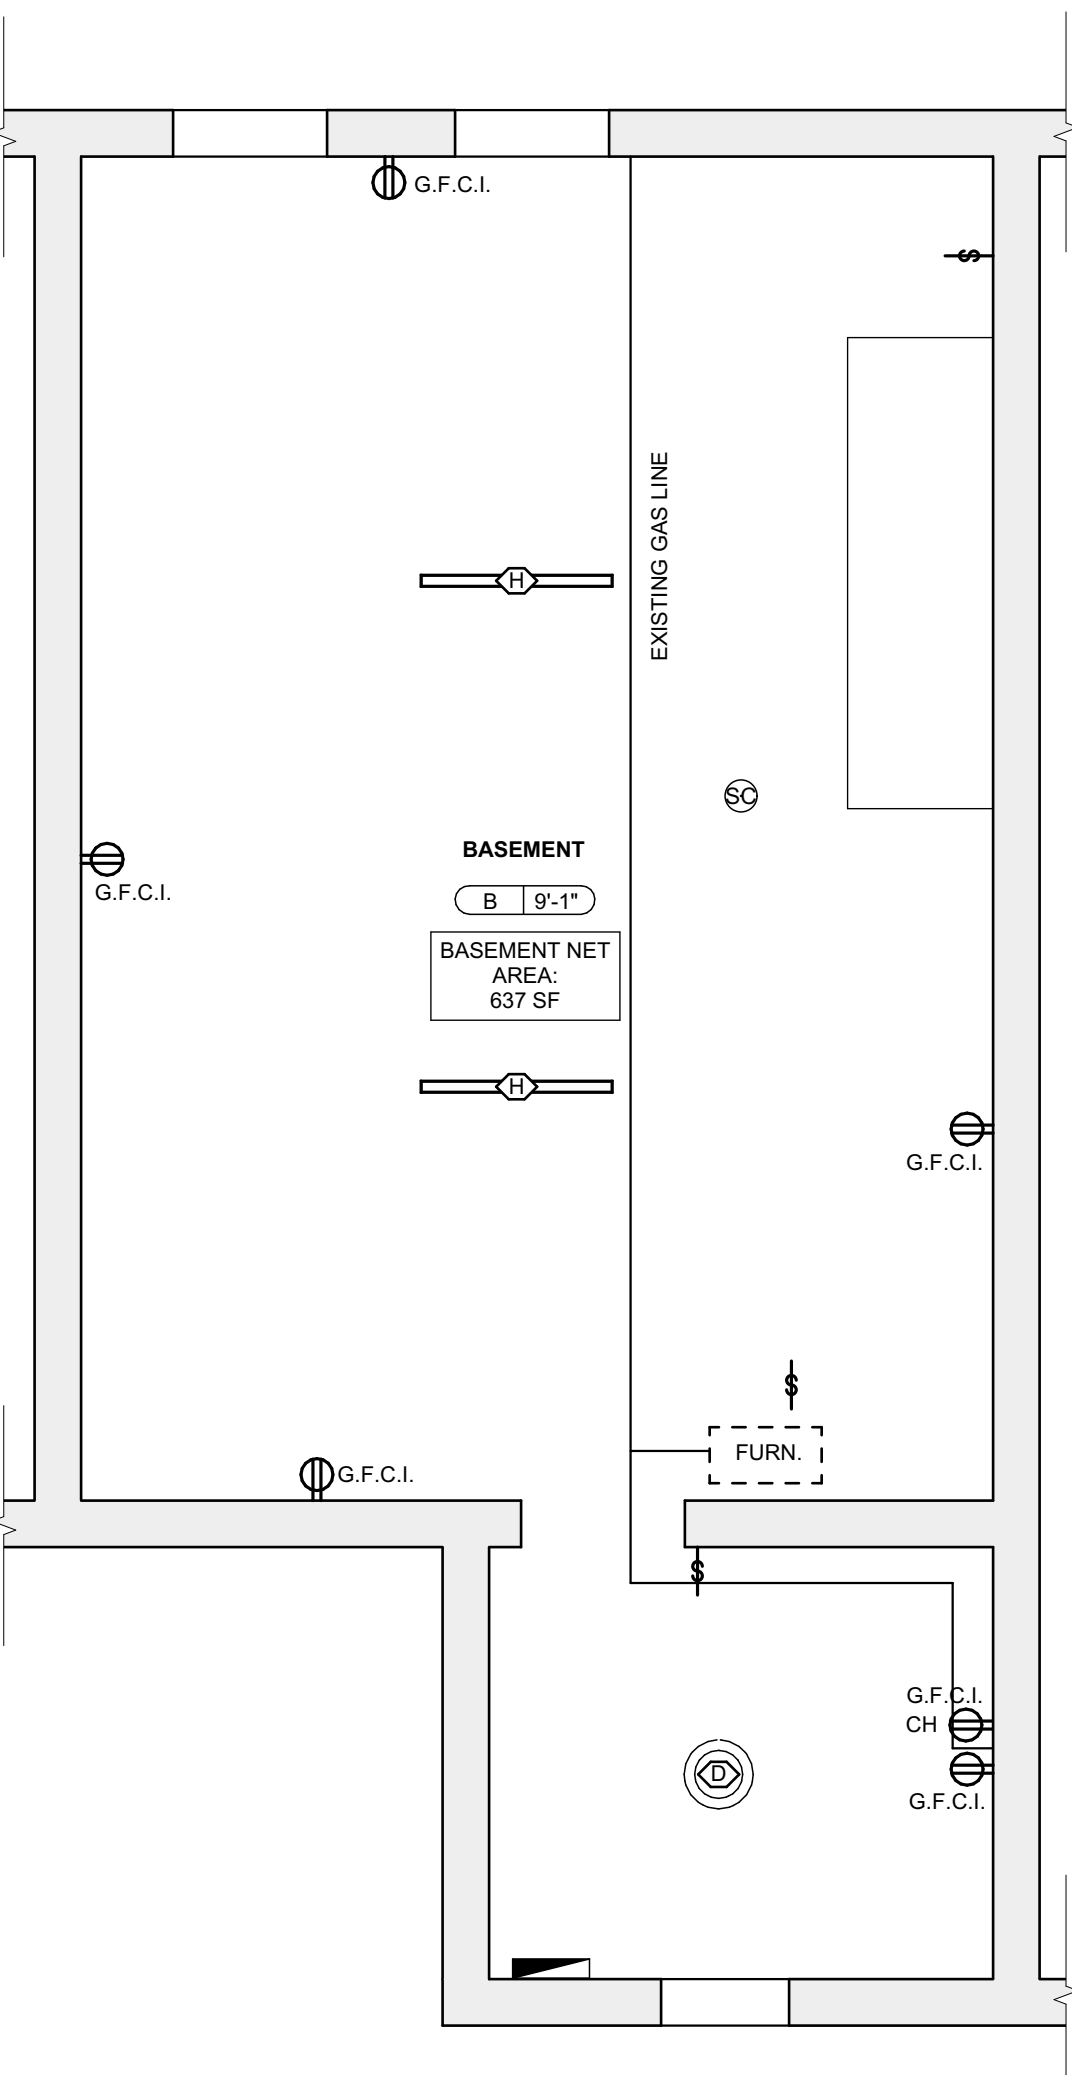 G.F.C.I.
$
EXISTING GAS LINE
H
SC
BASEMENT
G.F.C.I.
B 9'-1"
BASEMENT NET
AREA:
637 SF
H
G.F.C.I.
$
FURN.
G.F.C.I.
$
G.F.C.I.
CH
D
G.F.C.I.